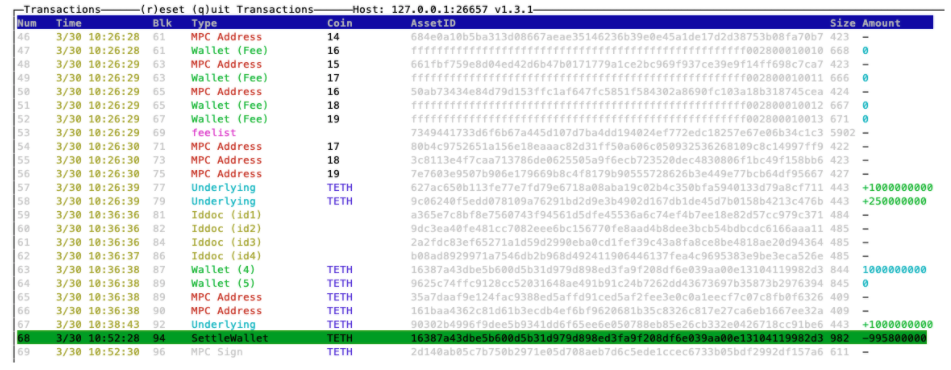 Transactions (r)eset (q)uit Transactions Host: 127.0.0.1:26657 v1.3.1
Num Time Blk Type Coin AssetID Size Amount
46 3/30 10:26:28 61 MPC Address 14 684e0a10b5ba313d08667aeae35146236b39e0e45a1de17d2d38753b08fa70b7 423 –
47 3/30 10:26:28 61 Wallet (Fee) 16 ffffffffffffffffffffffffffffffffffffffffffffffffffff002800010010 668 0
48 3/30 10:26:29 63 MPC Address 15 661fbf759e8d04ed42d6b47b0171779a1ce2bc969f937ce39e9f14ff698c7ca7 423 –
49 3/30 10:26:29 63 Wallet (Fee) 17 ffffffffffffffffffffffffffffffffffffffffffffffffffff002800010011 666 0
50 3/30 10:26:29 65 MPC Address 16 50ab73434e84d79d153ffc1af647fc5851f584302a8690fc103a18b318745cea 424 –
51 3/30 10:26:29 65 Wallet (Fee) 18 ffffffffffffffffffffffffffffffffffffffffffffffffffff002800010012 667 0
52 3/30 10:26:29 67 Wallet (Fee) 19 ffffffffffffffffffffffffffffffffffffffffffffffffffff002800010013 671 0
53 3/30 10:26:29 69 feelist 7349441733d6f6b67a445d107d7ba4dd194024ef772edc18257e67e06b34c1c3 5902 –
54 3/30 10:26:30 71 MPC Address 17 80b4c9752651a156e18eaaac82d31ff50a606c050932536268109c8c14997ff9 422 –
55 3/30 10:26:30 73 MPC Address 18 3c8113e4f7caa713786de0625505a9f6ecb723520dec4830806f1bc49f158bb6 423 –
56 3/30 10:26:30 75 MPC Address 19 7e7603e9507b906e179669b8c4f8179b905557202626b3e449e77bcb64df95667 427 –
57 3/30 10:26:39 77 Underlying TETH 627ac650b113fe77e7fd79e6718a08aba19c02b4c350bfa5940133d79a8cf711 443 +1000000000
58 3/30 10:26:39 79 Underlying TETH 9c06240f5edd078109a76291bd2d9e3b4902d167db1de45d7b0158b4213c476b 443 +250000000
59 3/30 10:36:36 81 Iddoc (id1) a365e7c8bf8e7560743f94561d5dfe45536a6c74ef4b7ee18e82d57cc979c371 484 –
60 3/30 10:36:36 82 Iddoc (id2) 9dc3ea40fe481cc7082eee6bc156770fe8aad4b8dee3bcb54bdbcdc6166aaa11 485 –
61 3/30 10:36:36 84 Iddoc (id3) 2a2fdc83ef65271a1d59d2990eba0cd1fef39c43a8fa8ce8be4818ae20d94364 485 –
62 3/30 10:36:37 86 Iddoc (id4) b08ad8929971a7546db2b968d492411906446137fea4c9695383e9be3eca526e 485 –
63 3/30 10:36:38 87 Wallet (4) TETH 16387a43dbe5b600d5b31d979d898ed3fa9f208df6e039aa00e13104119982d3 844 1000000000
64 3/30 10:36:38 89 Wallet (5) TETH 9625c74ffc9128cc52031648ae491b91c24b7262dd43673697b35873b2976394 845 0
65 3/30 10:36:38 89 MPC Address TETH 35a7daaf9e124fac9388ed5affd91ced5af2fee3e0c0a1eecf7c07c8fb0f6326 409 –
66 3/30 10:36:38 90 MPC Address TETH 161baa4362c81d61b3ecdb4ef6bf9620681b35c8326c817e27ca6eb1667ee32a 409 –
67 3/30 10:38:43 92 Underlying TETH 90302b4996f9dee5b9341dd6f65ee6e050788eb85e26cb332e0426718cc91be6 443 +1000000000
68 3/30 10:52:28 94 SettleWallet TETH 16387a43dbe5b600d5b31d979d898ed3fa9f208df6e039aa00e13104119982d3 982 -995800000
69 3/30 10:52:30 96 MPC Sign TETH 2d140ab05c7b750b2971e05d708aeb7d6c5ede1ccec6733b05bdf2992df157a6 611 –